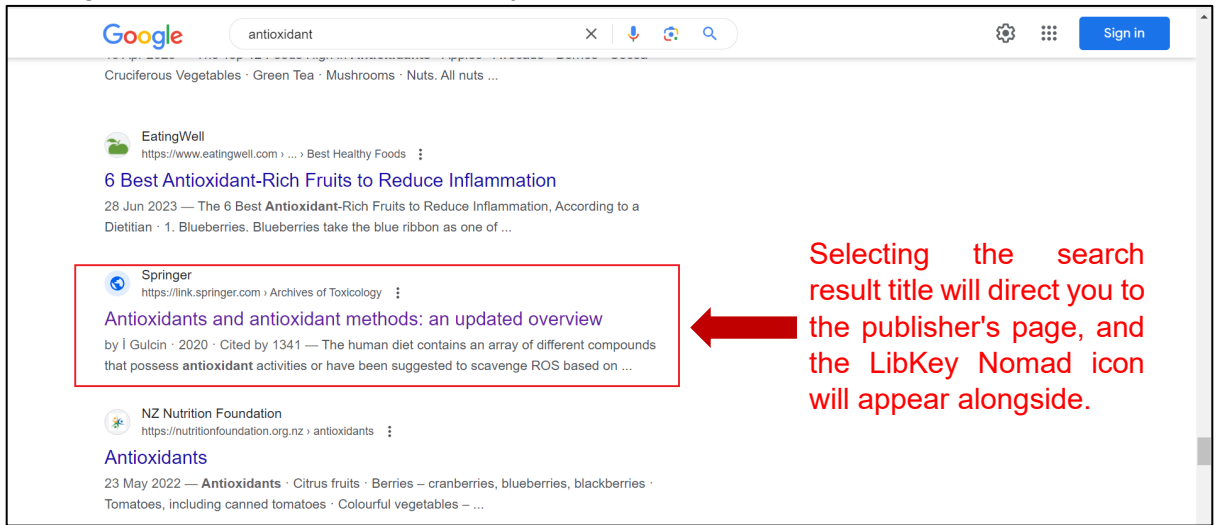 Google
antioxidant
Sign in
Cruciferous Vegetables · Green Tea · Mushrooms · Nuts. All nuts ...
EatingWell
https://www.eatingwell.com › ... › Best Healthy Foods
6 Best Antioxidant-Rich Fruits to Reduce Inflammation
28 Jun 2023 — The 6 Best Antioxidant-Rich Fruits to Reduce Inflammation, According to a
Dietitian · 1. Blueberries. Blueberries take the blue ribbon as one of ...
Springer
https://link.springer.com › Archives of Toxicology
Antioxidants and antioxidant methods: an updated overview
by İ Gulcin · 2020 · Cited by 1341 — The human diet contains an array of different compounds
that possess antioxidant activities or have been suggested to scavenge ROS based on ...
Selecting the search
result title will direct you to
the publisher's page, and
the LibKey Nomad icon
will appear alongside.
NZ Nutrition Foundation
https://nutritionfoundation.org.nz › antioxidants
Antioxidants
23 May 2022 — Antioxidants · Citrus fruits · Berries – cranberries, blueberries, blackberries ·
Tomatoes, including canned tomatoes · Colourful vegetables – ...